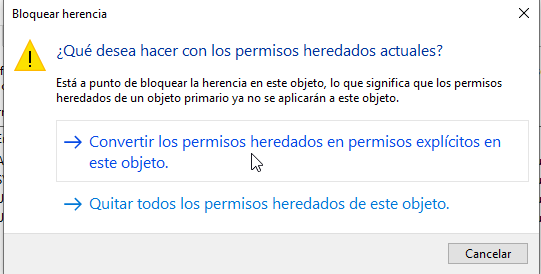 Bloquear herencia
¿Qué desea hacer con los permisos heredados actuales?
Está a punto de bloquear la herencia en este objeto, lo que significa que los permisos
heredados de un objeto primario ya no se aplicarán a este objeto.
Convertir los permisos heredados en permisos explícitos en
este objeto.
Quitar todos los permisos heredados de este objeto.
Cancelar